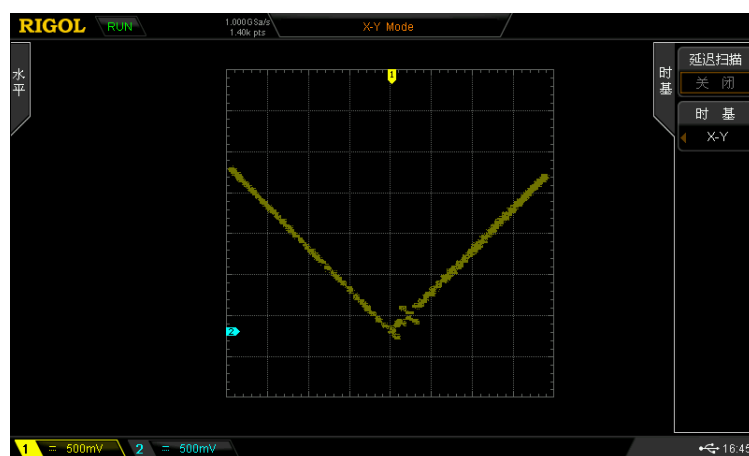 RIGOL RUN 1.000GSa/s X-Y Mode
1.40k pts
水平
时基
延迟扫描
关闭
时基
X-Y
1
2
1 = 500mV 2 = 500mV 16:45